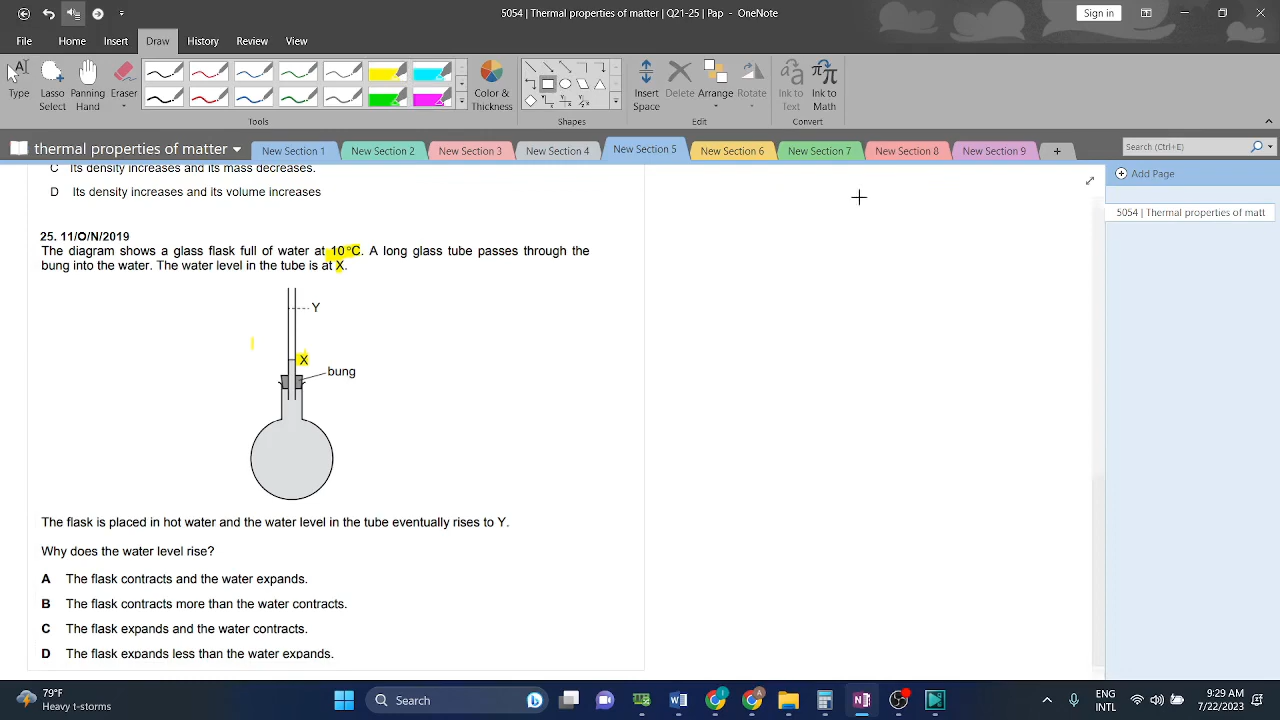 5054 | Thermal properties of matter | Q21-25 | Pap - OneNote
Sign in
File Home Insert Draw History Review View
Type
Lasso Select
Panning Hand
Eraser
Color & Thickness
Insert Space
Delete
Arrange
Rotate
Ink to Text
Ink to Math
Tools
Shapes
Edit
Convert
thermal properties of matter
New Section 1
New Section 2
New Section 3
New Section 4
New Section 5
New Section 6
New Section 7
New Section 8
New Section 9
+
Search (Ctrl+E)
Add Page
5054 | Thermal properties of matt
C Its density increases and its mass decreases.
D Its density increases and its volume increases
25. 11/O/N/2019
The diagram shows a glass flask full of water at 10 °C. A long glass tube passes through the
bung into the water. The water level in the tube is at X.
Y
X
bung
The flask is placed in hot water and the water level in the tube eventually rises to Y.
Why does the water level rise?
A The flask contracts and the water expands.
B The flask contracts more than the water contracts.
C The flask expands and the water contracts.
D The flask expands less than the water expands.
79°F
Heavy t-storms
Search
ENG
INTL
9:29 AM
7/22/2023